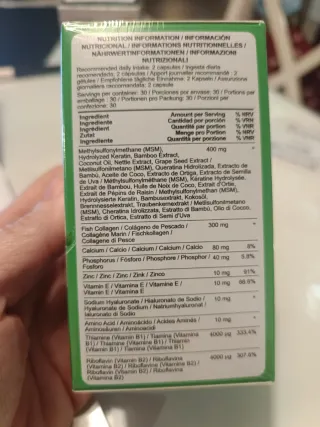 NUTRITION INFORMATION / INFORMACIÓN
NUTRICIONAL / INFORMATIONS NUTRITIONNELLES /
NÄHRWERTINFORMATIONEN / INFORMAZIONI
NUTRIZIONALI
Recommended daily intake: 2 capsules / Ingesta diaria
recomendada: 2 cápsulas / Apport journalier recommandé : 2
gélules / Empfohlene tägliche Einnahme: 2 Kapseln / Assunzione
giornaliera raccomandata: 2 capsule
Servings per container: 30 / Porciones por envase: 30 / Portions par
emballage : 30 / Portionen pro Packung: 30 / Porzioni per
confezione: 30
Ingredient Amount per Serving % NRV
Ingrediente Cantidad por porción % VRN
Ingrédient Quantité par portion % VNR
Zutat Menge pro Portion % NRV
Ingrediente Quantità per porzione % VNR
Methylsulfonylmethane (MSM), 400 mg *
Hydrolyzed Keratin, Bamboo Extract,
Coconut Oil, Nettle Extract, Grape Seed Extract /
Metilsulfonilmetano (MSM), Queratina Hidrolizada, Extracto de
Bambú, Aceite de Coco, Extracto de Ortiga, Extracto de Semilla
de Uva / Méthylsulfonylméthane (MSM), Kératine Hydrolysée,
Extrait de Bambou, Huile de Noix de Coco, Extrait d'Ortie,
Extrait de Pépins de Raisin / Methylsulfonylmethan (MSM),
Hydrolysierte Keratin, Bambusextrakt, Kokosöl,
Brennnesselextrakt, Traubenkernextrakt / Metilsulfonilmetano
(MSM), Cheratina Idrolizzata, Estratto di Bambù, Olio di Cocco,
Estratto di Ortica, Estratto di Semi d'Uva
Fish Collagen / Colágeno de Pescado / 300 mg *
Collagène Marin / Fischkollagen /
Collagene di Pesce
Calcium / Calcio / Calcium / Calcium / Calcio 80 mg 8%
Phosphorus / Fósforo / Phosphore / Phosphor / 40 mg 5.8%
Fosforo
Zinc / Zinc / Zinc / Zink / Zinco 10 mg 91%
Vitamin E / Vitamina E / Vitamine E / 10 mg
Vitamin E / Vitamina E
Sodium Hyaluronate / Hialuronato de Sodio / 10 mg *
Hyaluronate de Sodium / Natriumhyaluronat /
Ialuronato di Sodio
Amino Acid / Aminoácido / Acides Aminés / 10 mg *
Aminosäuren / Aminoacidi
Thiamine (Vitamin B1) / Tiamina (Vitamina
B1) / Thiamine (Vitamine B1) / Thiamin
(Vitamin B1) / Tiamina (Vitamina B1)
Riboflavin (Vitamin B2) / Riboflavina
(Vitamina B2) / Riboflavine (Vitamine B2) /
Riboflavin (Vitamin B2) / Riboflavina
(Vitamina B2)